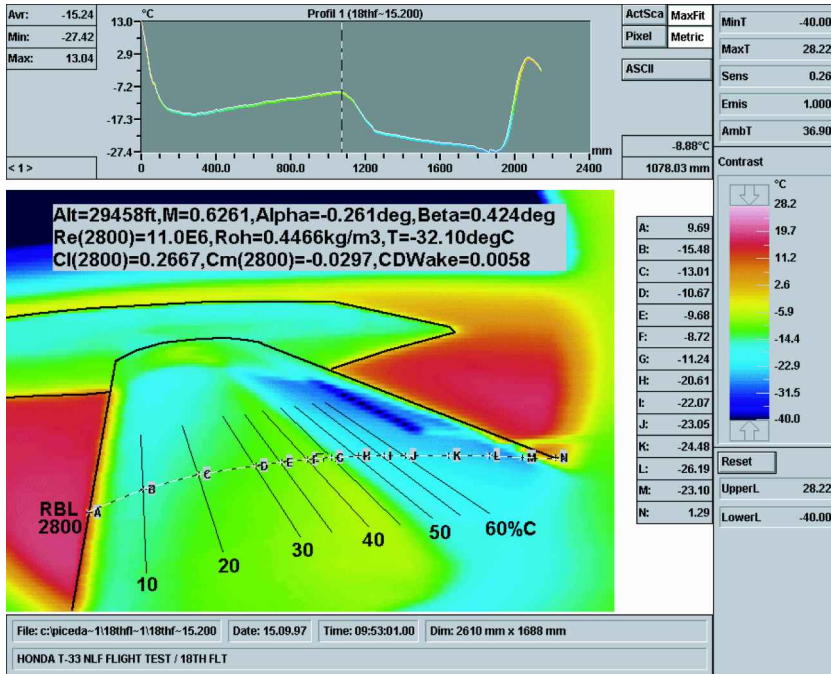 Avr: -15.24
Min: -27.42
Max: 13.04
< 1 >
°C Profil 1 (18thf~15.200)
13.0
2.9
-7.2
-17.3
-27.4
0 400.0 800.0 1200 1600 2000 2400
mm
ActSca MaxFit
Pixel Metric
ASCII
-8.88°C
1078.03 mm
MinT -40.00
MaxT 28.22
Sens 0.26
Emis 1.000
AmbT 36.90
Contrast
°C
28.2
19.7
11.2
2.6
-5.9
-14.4
-22.9
-31.5
-40.0
Reset
UpperL 28.22
LowerL -40.00
Alt=29458ft,M=0.6261,Alpha=-0.261deg,Beta=0.424deg
Re(2800)=11.0E6,Roh=0.4466kg/m3,T=-32.10degC
Cl(2800)=0.2667,Cm(2800)=-0.0297,CDWake=0.0058
A B C D E F G H I J K L M N
RBL
2800
10
20
30
40
50
60%C
A: 9.69
B: -15.48
C: -13.01
D: -10.67
E: -9.68
F: -8.72
G: -11.24
H: -20.61
I: -22.07
J: -23.05
K: -24.48
L: -26.19
M: -23.10
N: 1.29
File: c:\piceda~1\18thfl~1\18thf~15.200 Date: 15.09.97 Time: 09:53:01.00 Dim: 2610 mm x 1688 mm
HONDA T-33 NLF FLIGHT TEST / 18TH FLT